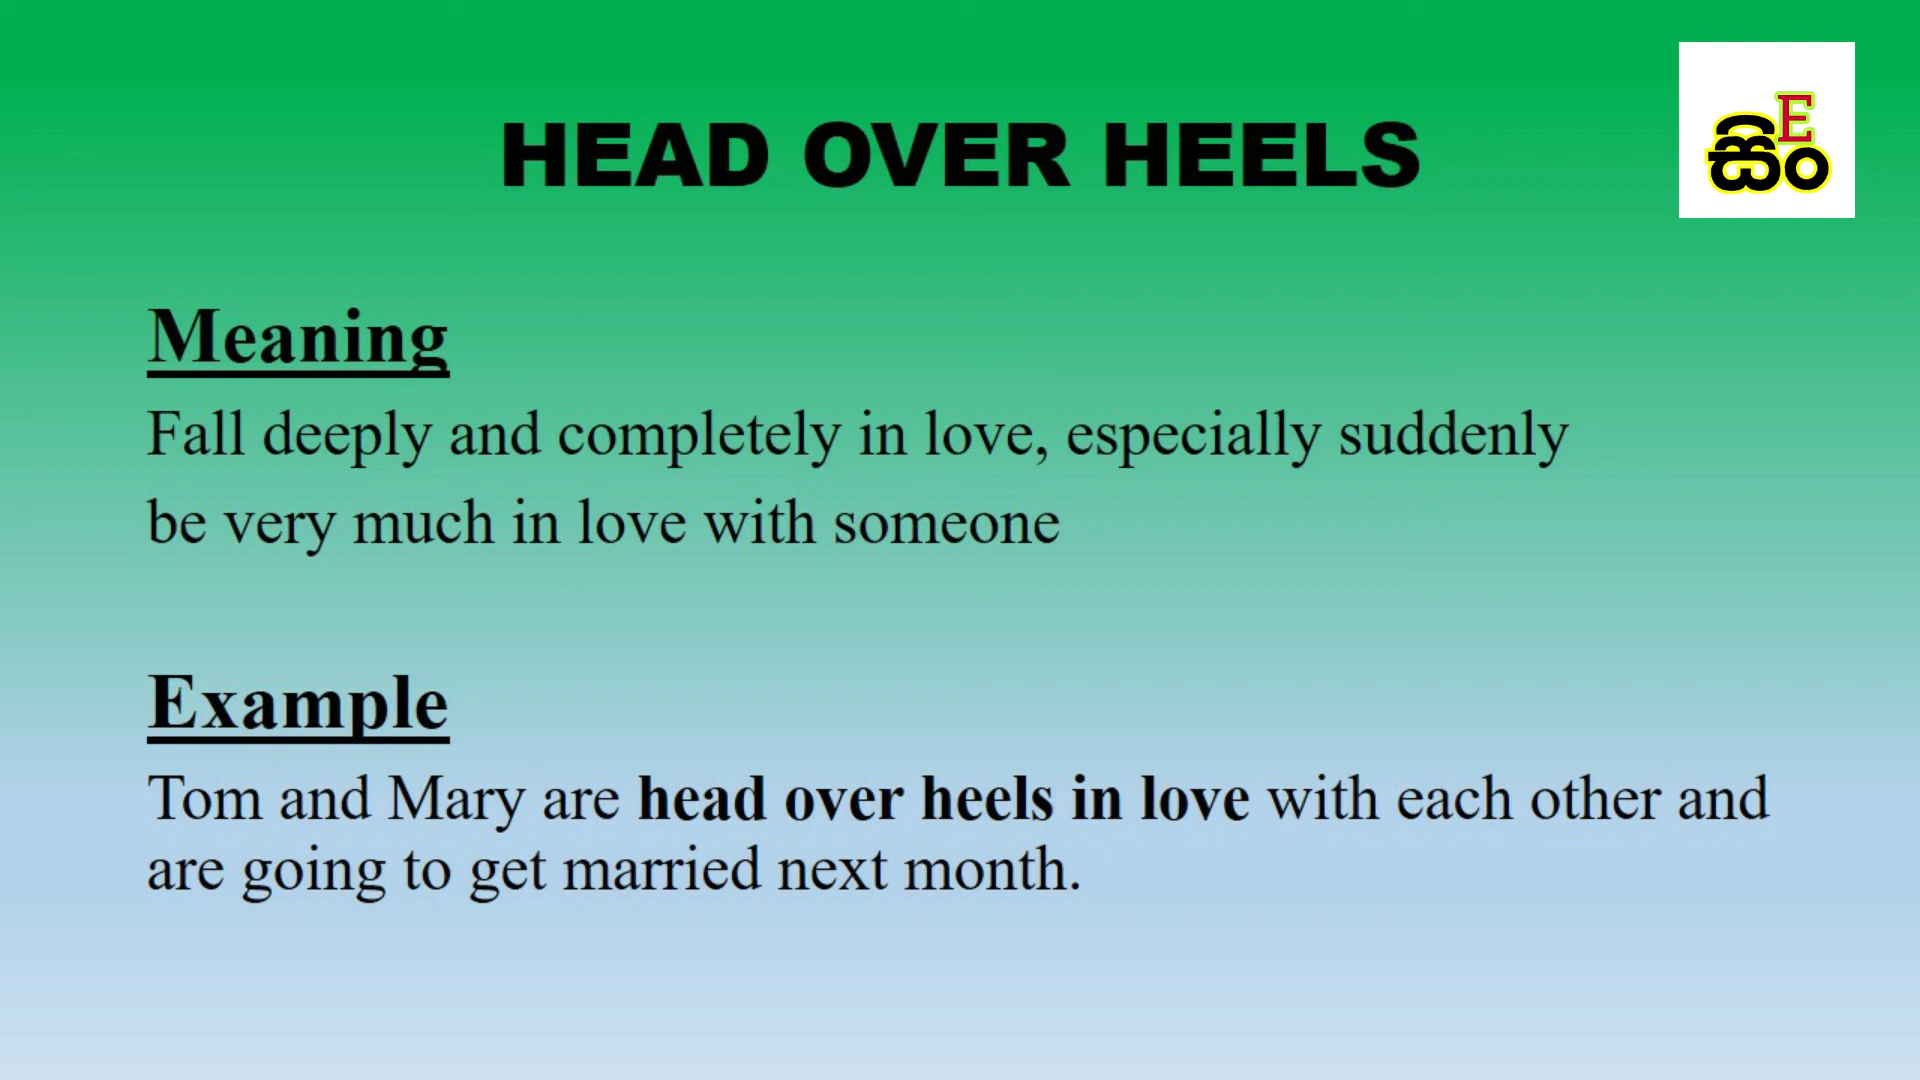 HEAD OVER HEELS
E
සිං
Meaning
Fall deeply and completely in love, especially suddenly
be very much in love with someone
Example
Tom and Mary are head over heels in love with each other and
are going to get married next month.